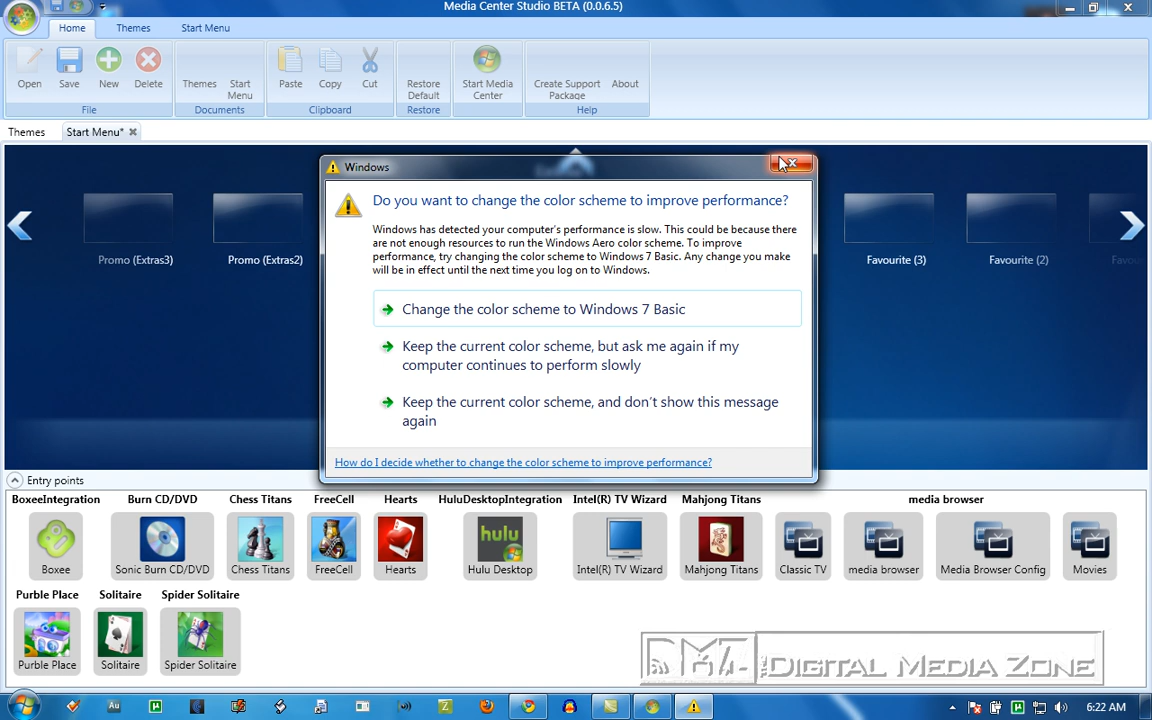 Media Center Studio BETA (0.0.6.5)
Home Themes Start Menu
Open Save New Delete Themes Start Menu Paste Copy Cut Restore Default Start Media Center Create Support Package About
File Documents Clipboard Restore Help
Themes Start Menu*
Windows
Do you want to change the color scheme to improve performance?
Windows has detected your computer's performance is slow. This could be because there
are not enough resources to run the Windows Aero color scheme. To improve
performance, try changing the color scheme to Windows 7 Basic. Any change you make
will be in effect until the next time you log on to Windows.
Promo (Extras3) Promo (Extras2) Favourite (3) Favourite (2)
Change the color scheme to Windows 7 Basic
Keep the current color scheme, but ask me again if my
computer continues to perform slowly
Keep the current color scheme, and don't show this message
again
How do I decide whether to change the color scheme to improve performance?
Entry points
BoxeeIntegration Burn CD/DVD Chess Titans FreeCell Hearts HuluDesktopIntegration Intel(R) TV Wizard Mahjong Titans media browser
hulu
Boxee Sonic Burn CD/DVD Chess Titans FreeCell Hearts Hulu Desktop Intel(R) TV Wizard Mahjong Titans Classic TV media browser Media Browser Config Movies
Purble Place Solitaire Spider Solitaire
Purble Place Solitaire Spider Solitaire
THE DIGITAL MEDIA ZONE
Au Z 6:22 AM